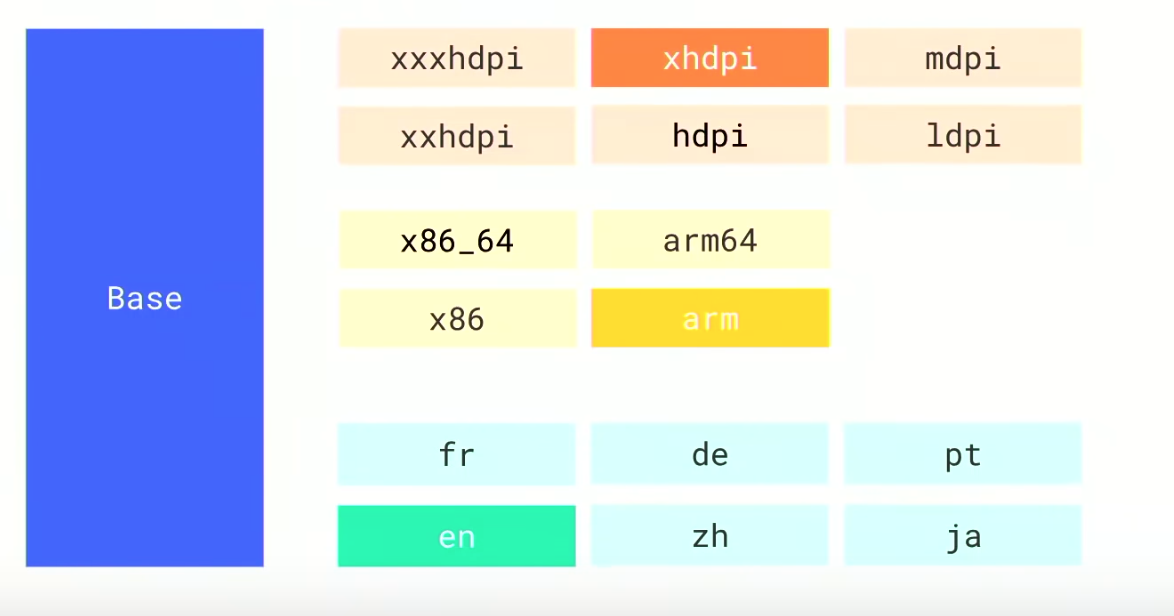 xxxhdpi xhdpi mdpi
xxhdpi hdpi ldpi
x86_64 arm64
Base
x86 arm
fr de pt
en zh ja